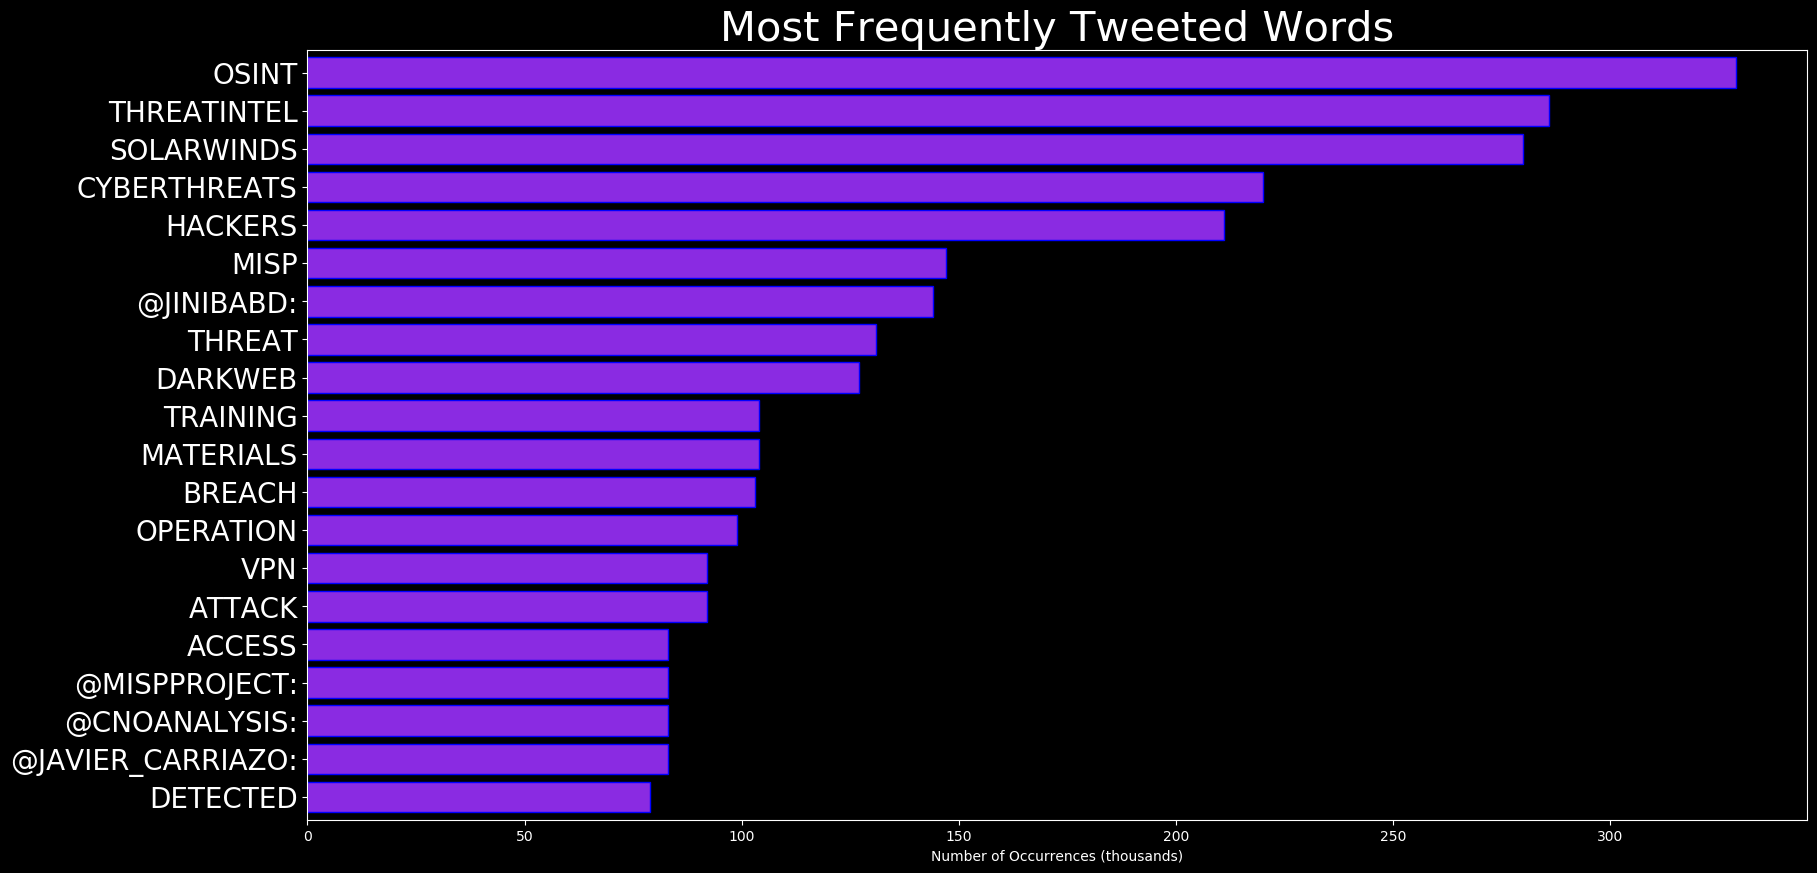 Most Frequently Tweeted Words
OSINT
THREATINTEL
SOLARWINDS
CYBERTHREATS
HACKERS
MISP
@JINIBABD:
THREAT
DARKWEB
TRAINING
MATERIALS
BREACH
OPERATION
VPN
ATTACK
ACCESS
@MISPPROJECT:
@CNOANALYSIS:
@JAVIER_CARRIAZO:
DETECTED
0 50 100 150 200 250 300
Number of Occurrences (thousands)